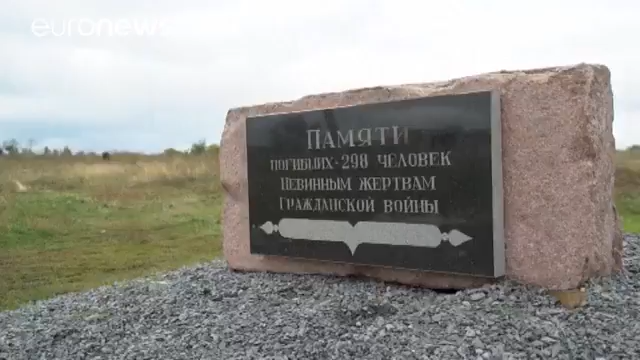 euronews
ПАМЯТИ
ПОГИБШИХ-298 ЧЕЛОВЕК
НЕВИННЫМ ЖЕРТВАМ
ГРАЖДАНСКОЙ ВОЙНЫ